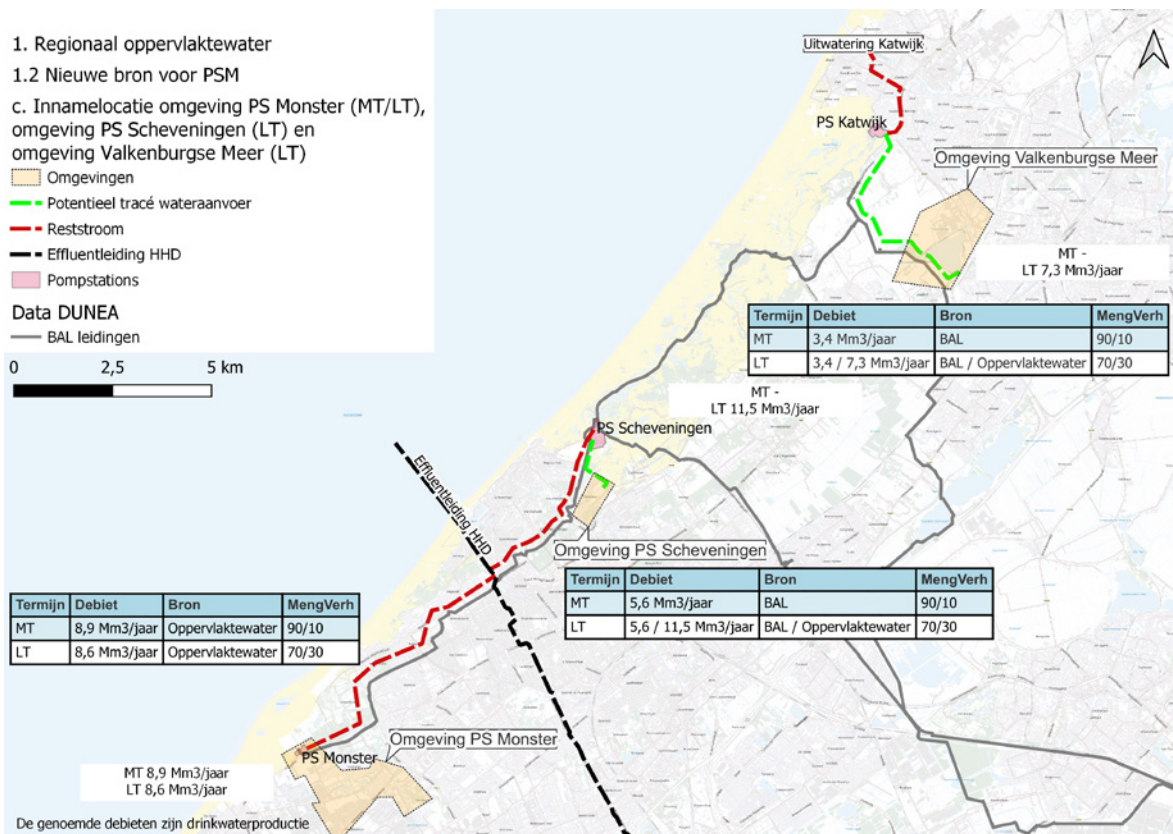 1. Regionaal oppervlaktewater
1.2 Nieuwe bron voor PSM
c. Innamelocatie omgeving PS Monster (MT/LT),
omgeving PS Scheveningen (LT) en
omgeving Valkenburgse Meer (LT)
Omgevingen
Potentieel tracé wateraanvoer
Reststroom
Effluentleiding HHD
Pompstations
Data DUNEA
BAL leidingen
0 2,5 5 km
Uitwatering Katwijk
PS Katwijk
Omgeving Valkenburgse Meer
MT -
LT 7,3 Mm3/jaar
Termijn Debiet Bron MengVerh
MT 3,4 Mm3/jaar BAL 90/10
LT 3,4 / 7,3 Mm3/jaar BAL / Oppervlaktewater 70/30
MT -
LT 11,5 Mm3/jaar
PS Scheveningen
Effluentleiding HHD
Omgeving PS Scheveningen
Termijn Debiet Bron MengVerh
MT 5,6 Mm3/jaar BAL 90/10
LT 5,6 / 11,5 Mm3/jaar BAL / Oppervlaktewater 70/30
Termijn Debiet Bron MengVerh
MT 8,9 Mm3/jaar Oppervlaktewater 90/10
LT 8,6 Mm3/jaar Oppervlaktewater 70/30
Omgeving PS Monster
PS Monster
MT 8,9 Mm3/jaar
LT 8,6 Mm3/jaar
De genoemde debieten zijn drinkwaterproductie